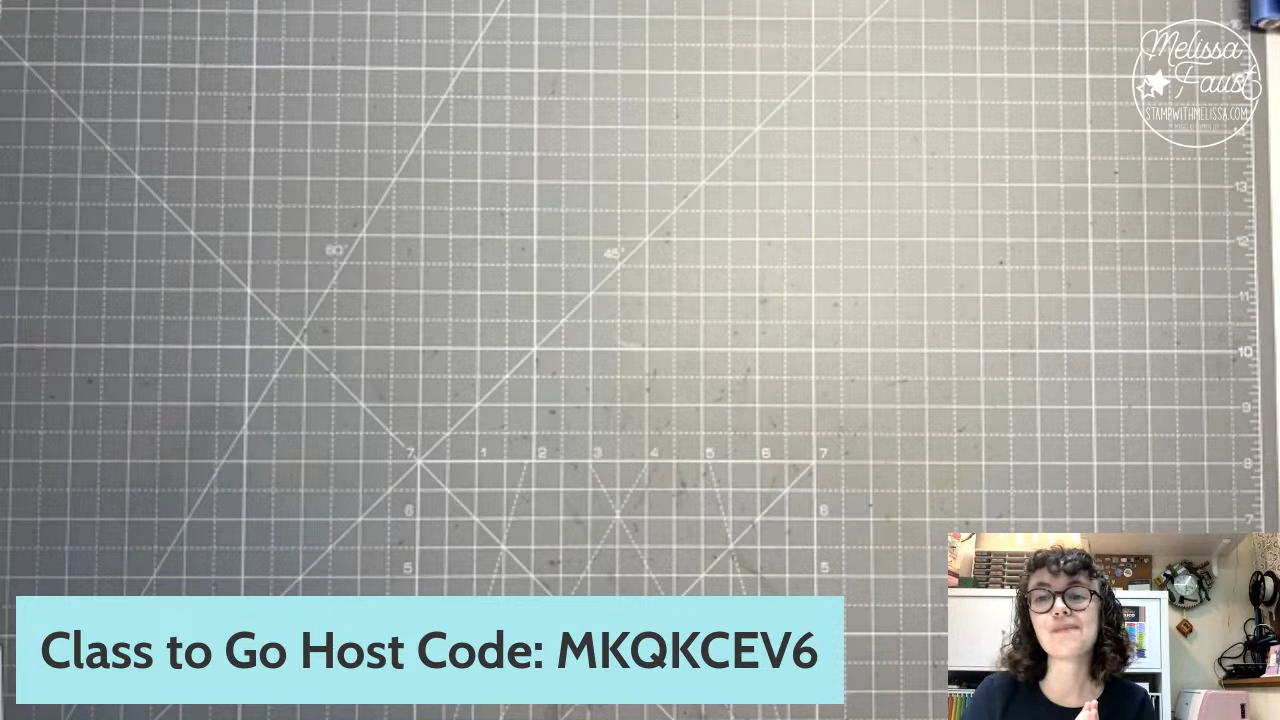 Melissa
Faust
STAMPWITHMELISSA.COM
13
60°
45°
11
10
9
7 1 2 3 4 5 6 7
8
6 6
7
5 5
Class to Go Host Code: MKQKCEV6